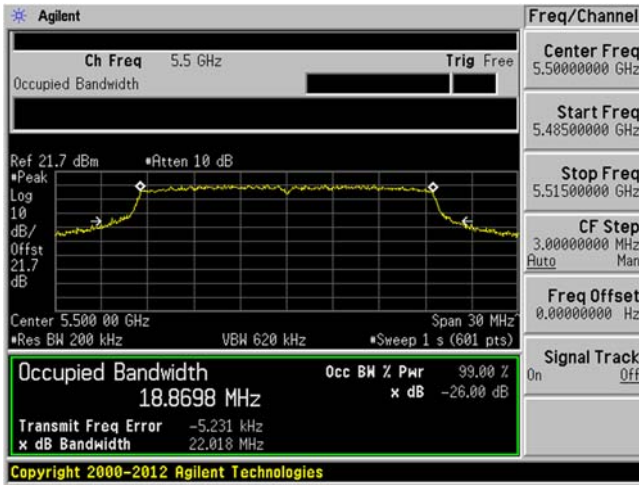 Agilent
Freq/Channel
Ch Freq 5.5 GHz Trig Free
Occupied Bandwidth
Center Freq
5.50000000 GHz
Start Freq
5.48500000 GHz
Stop Freq
5.51500000 GHz
CF Step
3.00000000 MHz
Auto Man
Freq Offset
0.00000000 Hz
Signal Track
On Off
Ref 21.7 dBm #Atten 10 dB
#Peak
Log
10
dB/
Offst
21.7
dB
Center 5.500 00 GHz Span 30 MHz
#Res BW 200 kHz VBW 620 kHz #Sweep 1 s (601 pts)
Occupied Bandwidth Occ BW % Pwr 99.00 %
18.8698 MHz x dB -26.00 dB
Transmit Freq Error -5.231 kHz
x dB Bandwidth 22.018 MHz
Copyright 2000-2012 Agilent Technologies